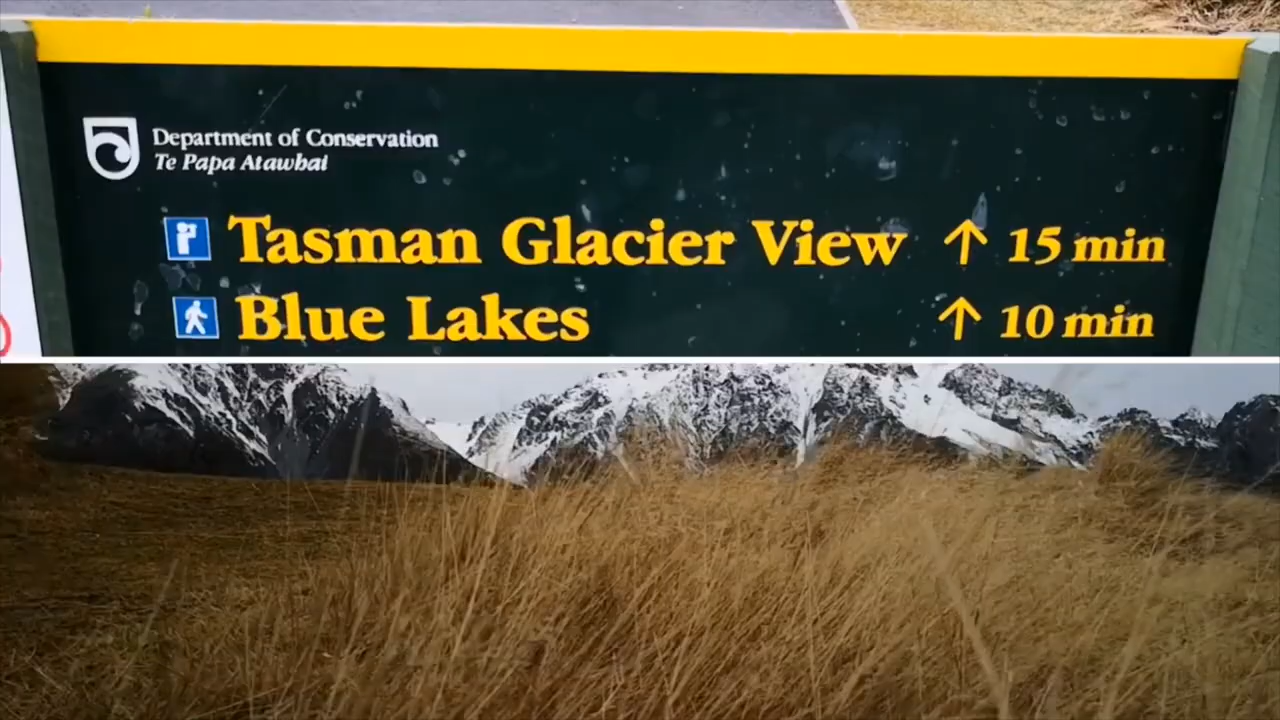 Department of Conservation
Te Papa Atawbai
Tasman Glacier View ↑ 15 min
Blue Lakes ↑ 10 min